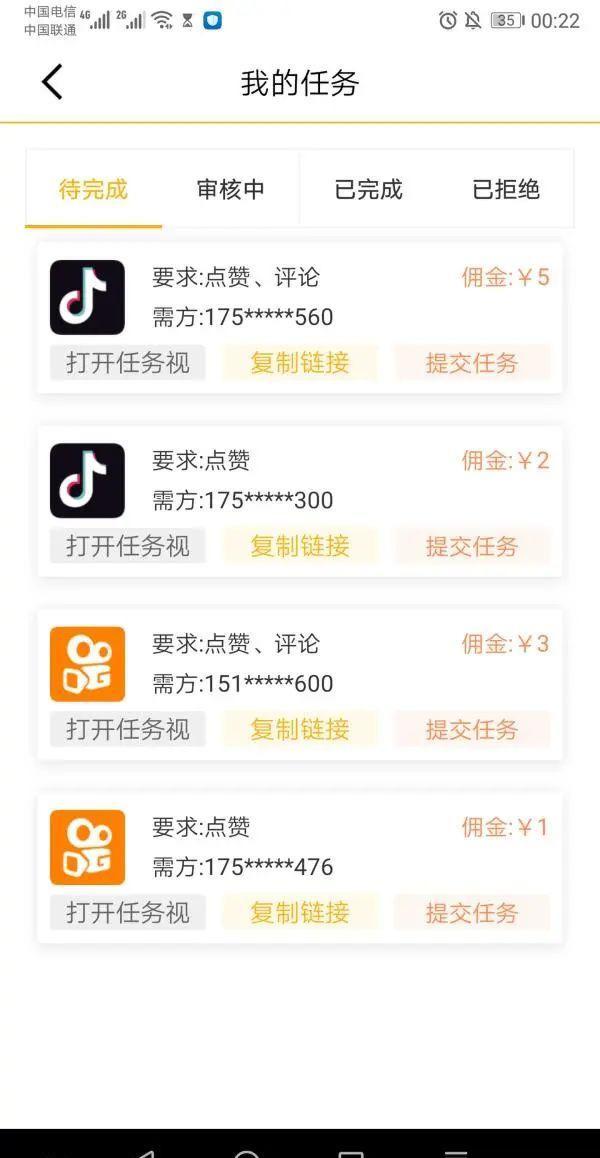 中国电信 4G 2G 35 00:22
中国联通
我的任务
待完成 审核中 已完成 已拒绝
要求:点赞、评论 佣金:￥5
需方:175*****560
打开任务视 复制链接 提交任务
要求:点赞 佣金:￥2
需方:175*****300
打开任务视 复制链接 提交任务
要求:点赞、评论 佣金:￥3
需方:151*****600
打开任务视 复制链接 提交任务
要求:点赞 佣金:￥1
需方:175*****476
打开任务视 复制链接 提交任务